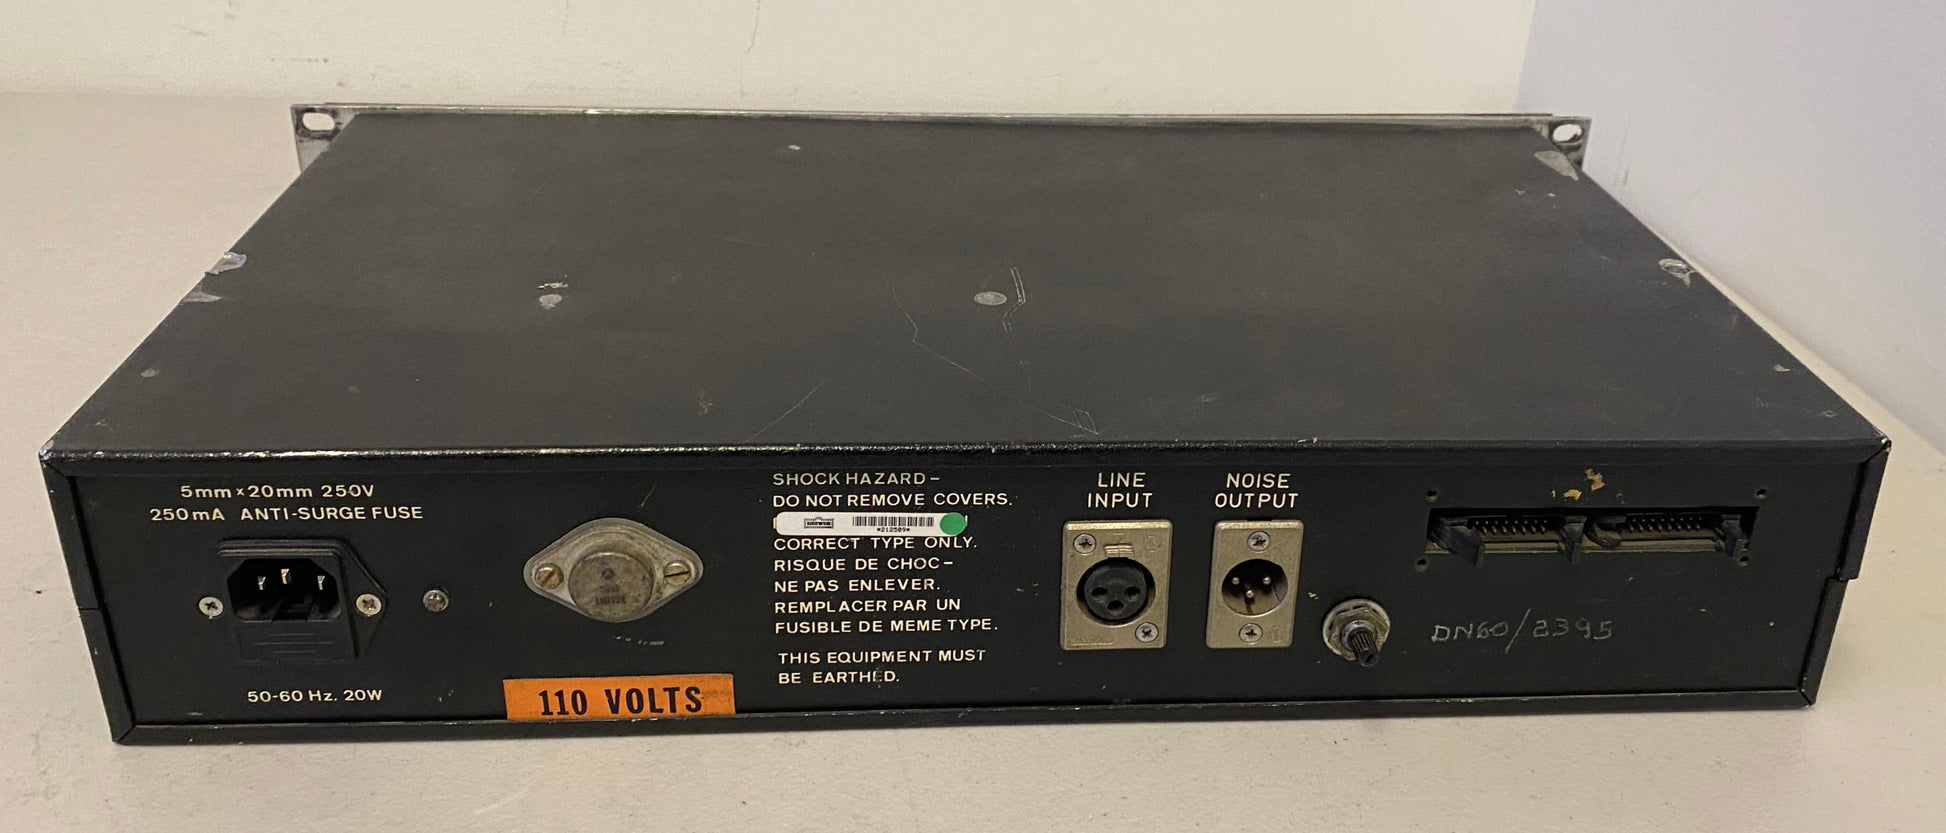 5mm×20mm 250V
250mA ANTI-SURGE FUSE
50-60 Hz. 20W
110 VOLTS
SHOCK HAZARD –
DO NOT REMOVE COVERS.
SHOWCO
*212509*
CORRECT TYPE ONLY.
RISQUE DE CHOC–
NE PAS ENLEVER.
REMPLACER PAR UN
FUSIBLE DE MEME TYPE.
THIS EQUIPMENT MUST
BE EARTHED.
LINE
INPUT
NOISE
OUTPUT
DN60/2395